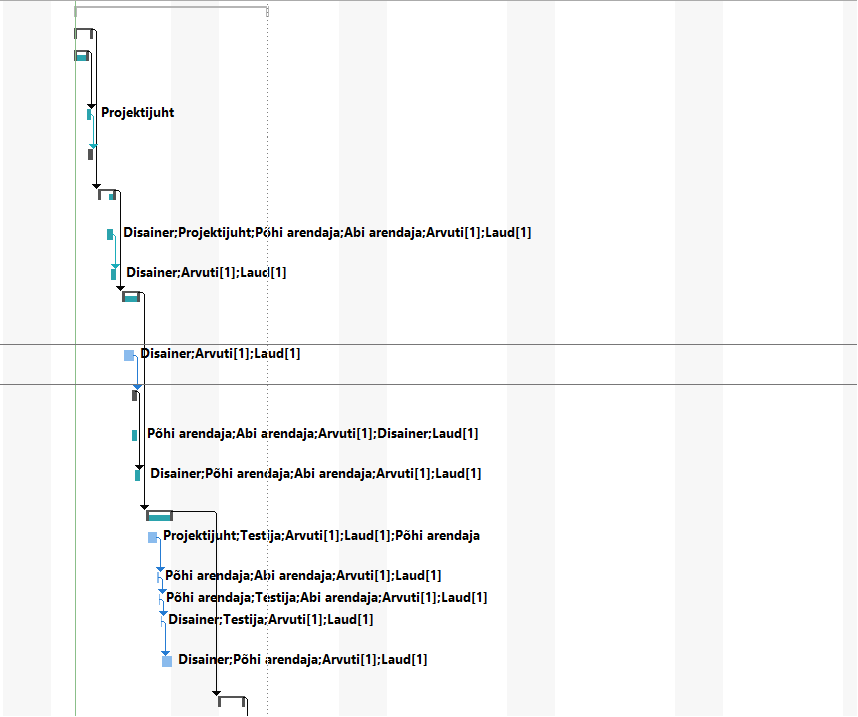 Projektijuht
Disainer;Projektijuht;Põhi arendaja;Abi arendaja;Arvuti[1];Laud[1]
Disainer;Arvuti[1];Laud[1]
Disainer;Arvuti[1];Laud[1]
Põhi arendaja;Abi arendaja;Arvuti[1];Disainer;Laud[1]
Disainer;Põhi arendaja;Abi arendaja;Arvuti[1];Laud[1]
Projektijuht;Testija;Arvuti[1];Laud[1];Põhi arendaja
Põhi arendaja;Abi arendaja;Arvuti[1];Laud[1]
Põhi arendaja;Testija;Abi arendaja;Arvuti[1];Laud[1]
Disainer;Testija;Arvuti[1];Laud[1]
Disainer;Põhi arendaja;Arvuti[1];Laud[1]